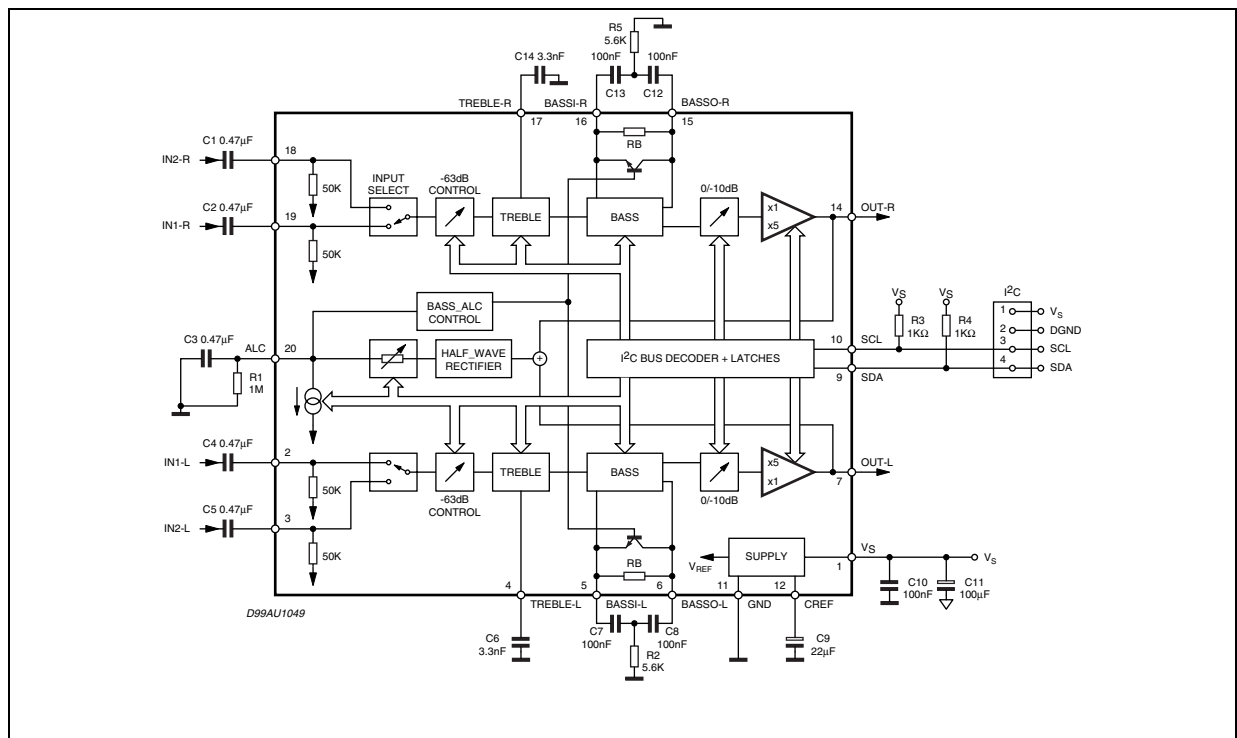 R5
5.6K
C14 3.3nF
100nF
100nF
C13
C12
TREBLE-R
BASSI-R
BASSO-R
17
16
15
RB
C1 0.47μF
IN2-R
18
50K
INPUT
SELECT
-63dB
CONTROL
TREBLE
BASS
0/-10dB
x1
x5
14
OUT-R
C2 0.47μF
IN1-R
19
50K
BASS_ALC
CONTROL
C3 0.47μF
ALC
20
R1
1M
HALF_WAVE
RECTIFIER
+
I2C BUS DECODER + LATCHES
VS
VS
R3
1KΩ
R4
1KΩ
I2C
1
VS
2
DGND
3
SCL
4
SDA
10
SCL
9
SDA
C4 0.47μF
IN1-L
2
50K
C5 0.47μF
IN2-L
3
50K
-63dB
CONTROL
TREBLE
BASS
0/-10dB
x5
x1
7
OUT-L
RB
VREF
SUPPLY
VS
1
VS
C10
100nF
C11
100μF
4
5
6
11
12
TREBLE-L
BASSI-L
BASSO-L
GND
CREF
D99AU1049
C6
3.3nF
C7
100nF
C8
100nF
R2
5.6K
C9
22μF